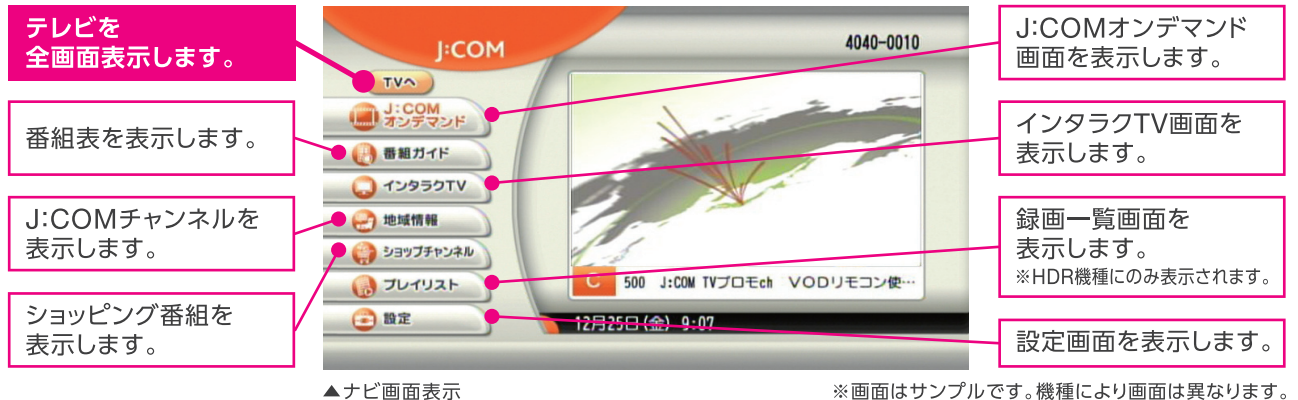 テレビを
全画面表示します。
番組表を表示します。
J:COMチャンネルを
表示します。
ショッピング番組を
表示します。
J:COM
4040-0010
TVへ
J:COM
オンデマンド
番組ガイド
インタラクTV
地域情報
ショップチャンネル
プレイリスト
設定
C 500 J:COM TVプロモch VODリモコン使…
12月25日(金) 9:07
J:COMオンデマンド
画面を表示します。
インタラクTV画面を
表示します。
録画一覧画面を
表示します。
※HDR機種にのみ表示されます。
設定画面を表示します。
▲ナビ画面表示
※画面はサンプルです。機種により画面は異なります。